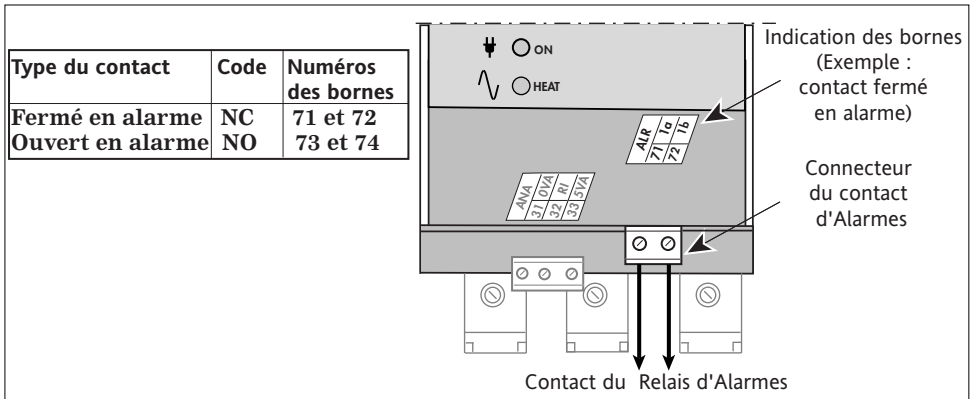 Type du contact Code Numéros
des bornes
Fermé en alarme NC 71 et 72
Ouvert en alarme NO 73 et 74
ON
HEAT
Indication des bornes
(Exemple :
contact fermé
en alarme)
ALR
71 1a
72 1b
ANA
31 0VA
32 RI
33 5VA
Connecteur
du contact
d'Alarmes
Contact du Relais d'Alarmes